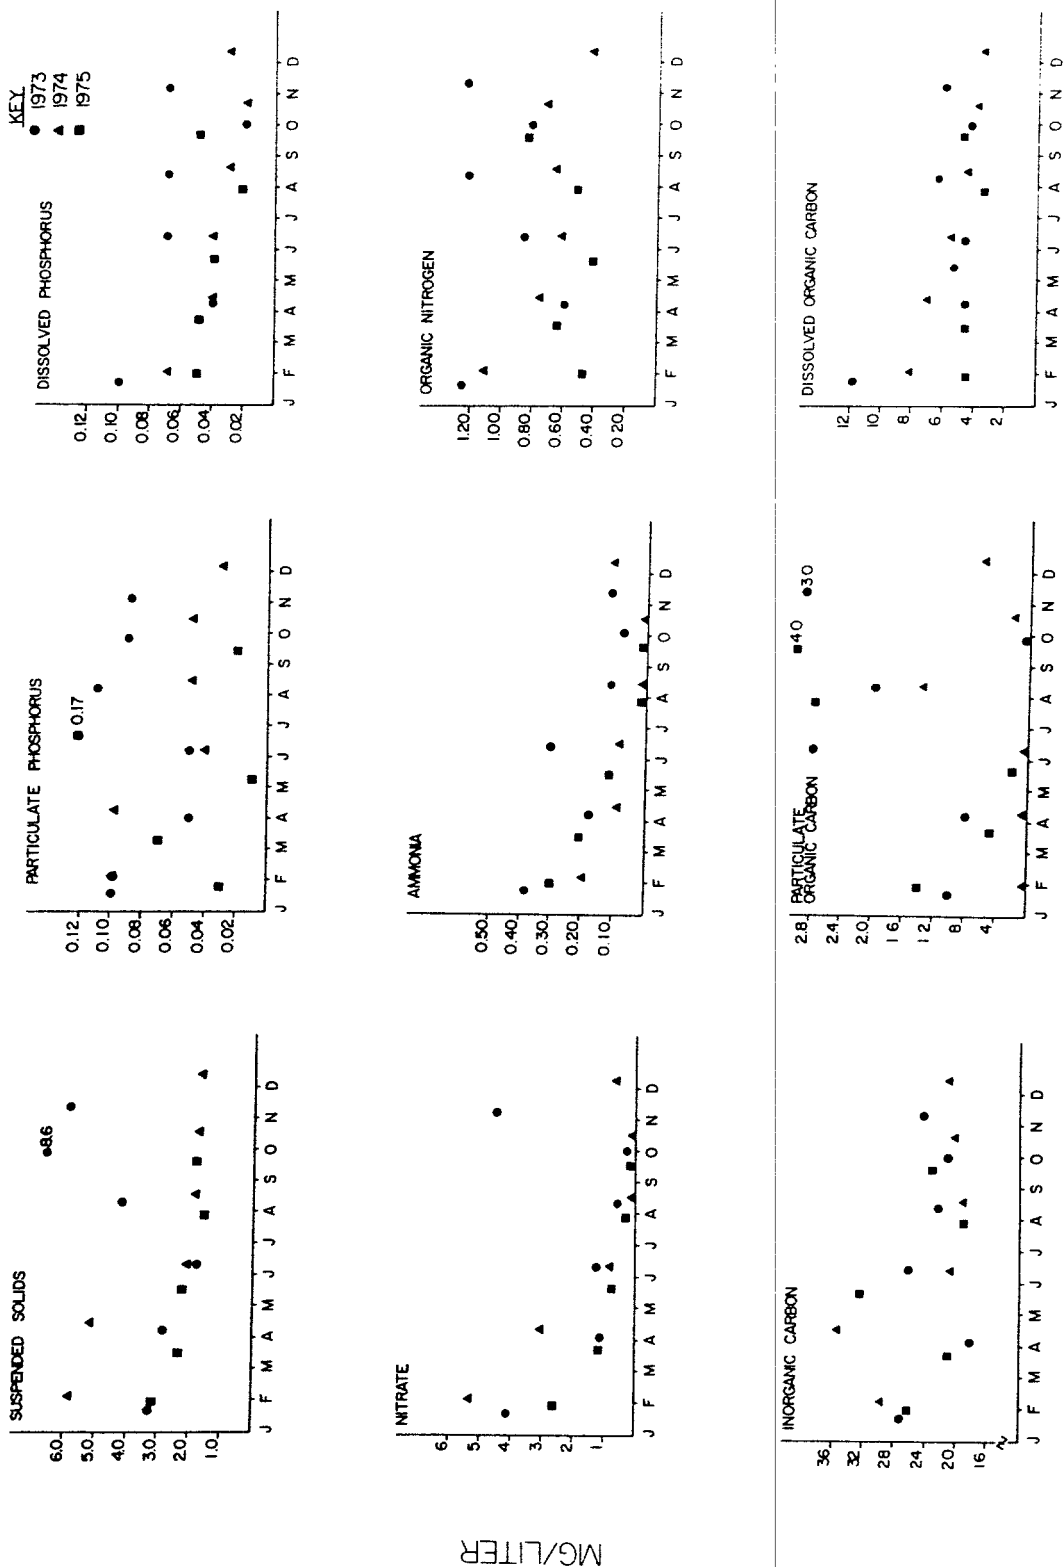 MG/LITER
SUSPENDED SOLIDS
8.6
6.0
5.0
4.0
3.0
2.0
1.0
J F M A M J J A S O N D
PARTICULATE PHOSPHORUS
0.17
0.12
0.10
0.08
0.06
0.04
0.02
J F M A M J J A S O N D
DISSOLVED PHOSPHORUS
KEY
1973
1974
1975
0.12
0.10
0.08
0.06
0.04
0.02
J F M A M J J A S O N D
NITRATE
6
5
4
3
2
1
J F M A M J J A S O N D
AMMONIA
0.50
0.40
0.30
0.20
0.10
J F M A M J J A S O N D
ORGANIC NITROGEN
1.20
1.00
0.80
0.60
0.40
0.20
J F M A M J J A S O N D
INORGANIC CARBON
36
32
28
24
20
16
J F M A M J J A S O N D
PARTICULATE
ORGANIC CARBON
4.0
3.0
2.8
2.4
2.0
1.6
1.2
.8
.4
J F M A M J J A S O N D
DISSOLVED ORGANIC CARBON
12
10
8
6
4
2
J F M A M J J A S O N D